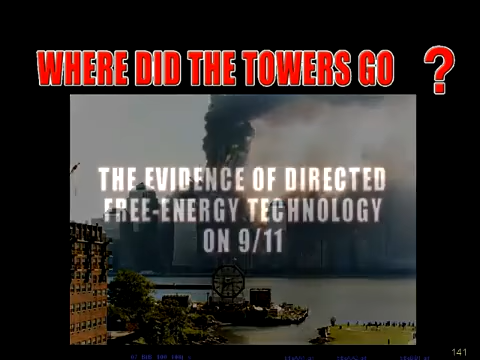 WHERE DID THE TOWERS GO ?
THE EVIDENCE OF DIRECTED
FREE-ENERGY TECHNOLOGY
ON 9/11
141